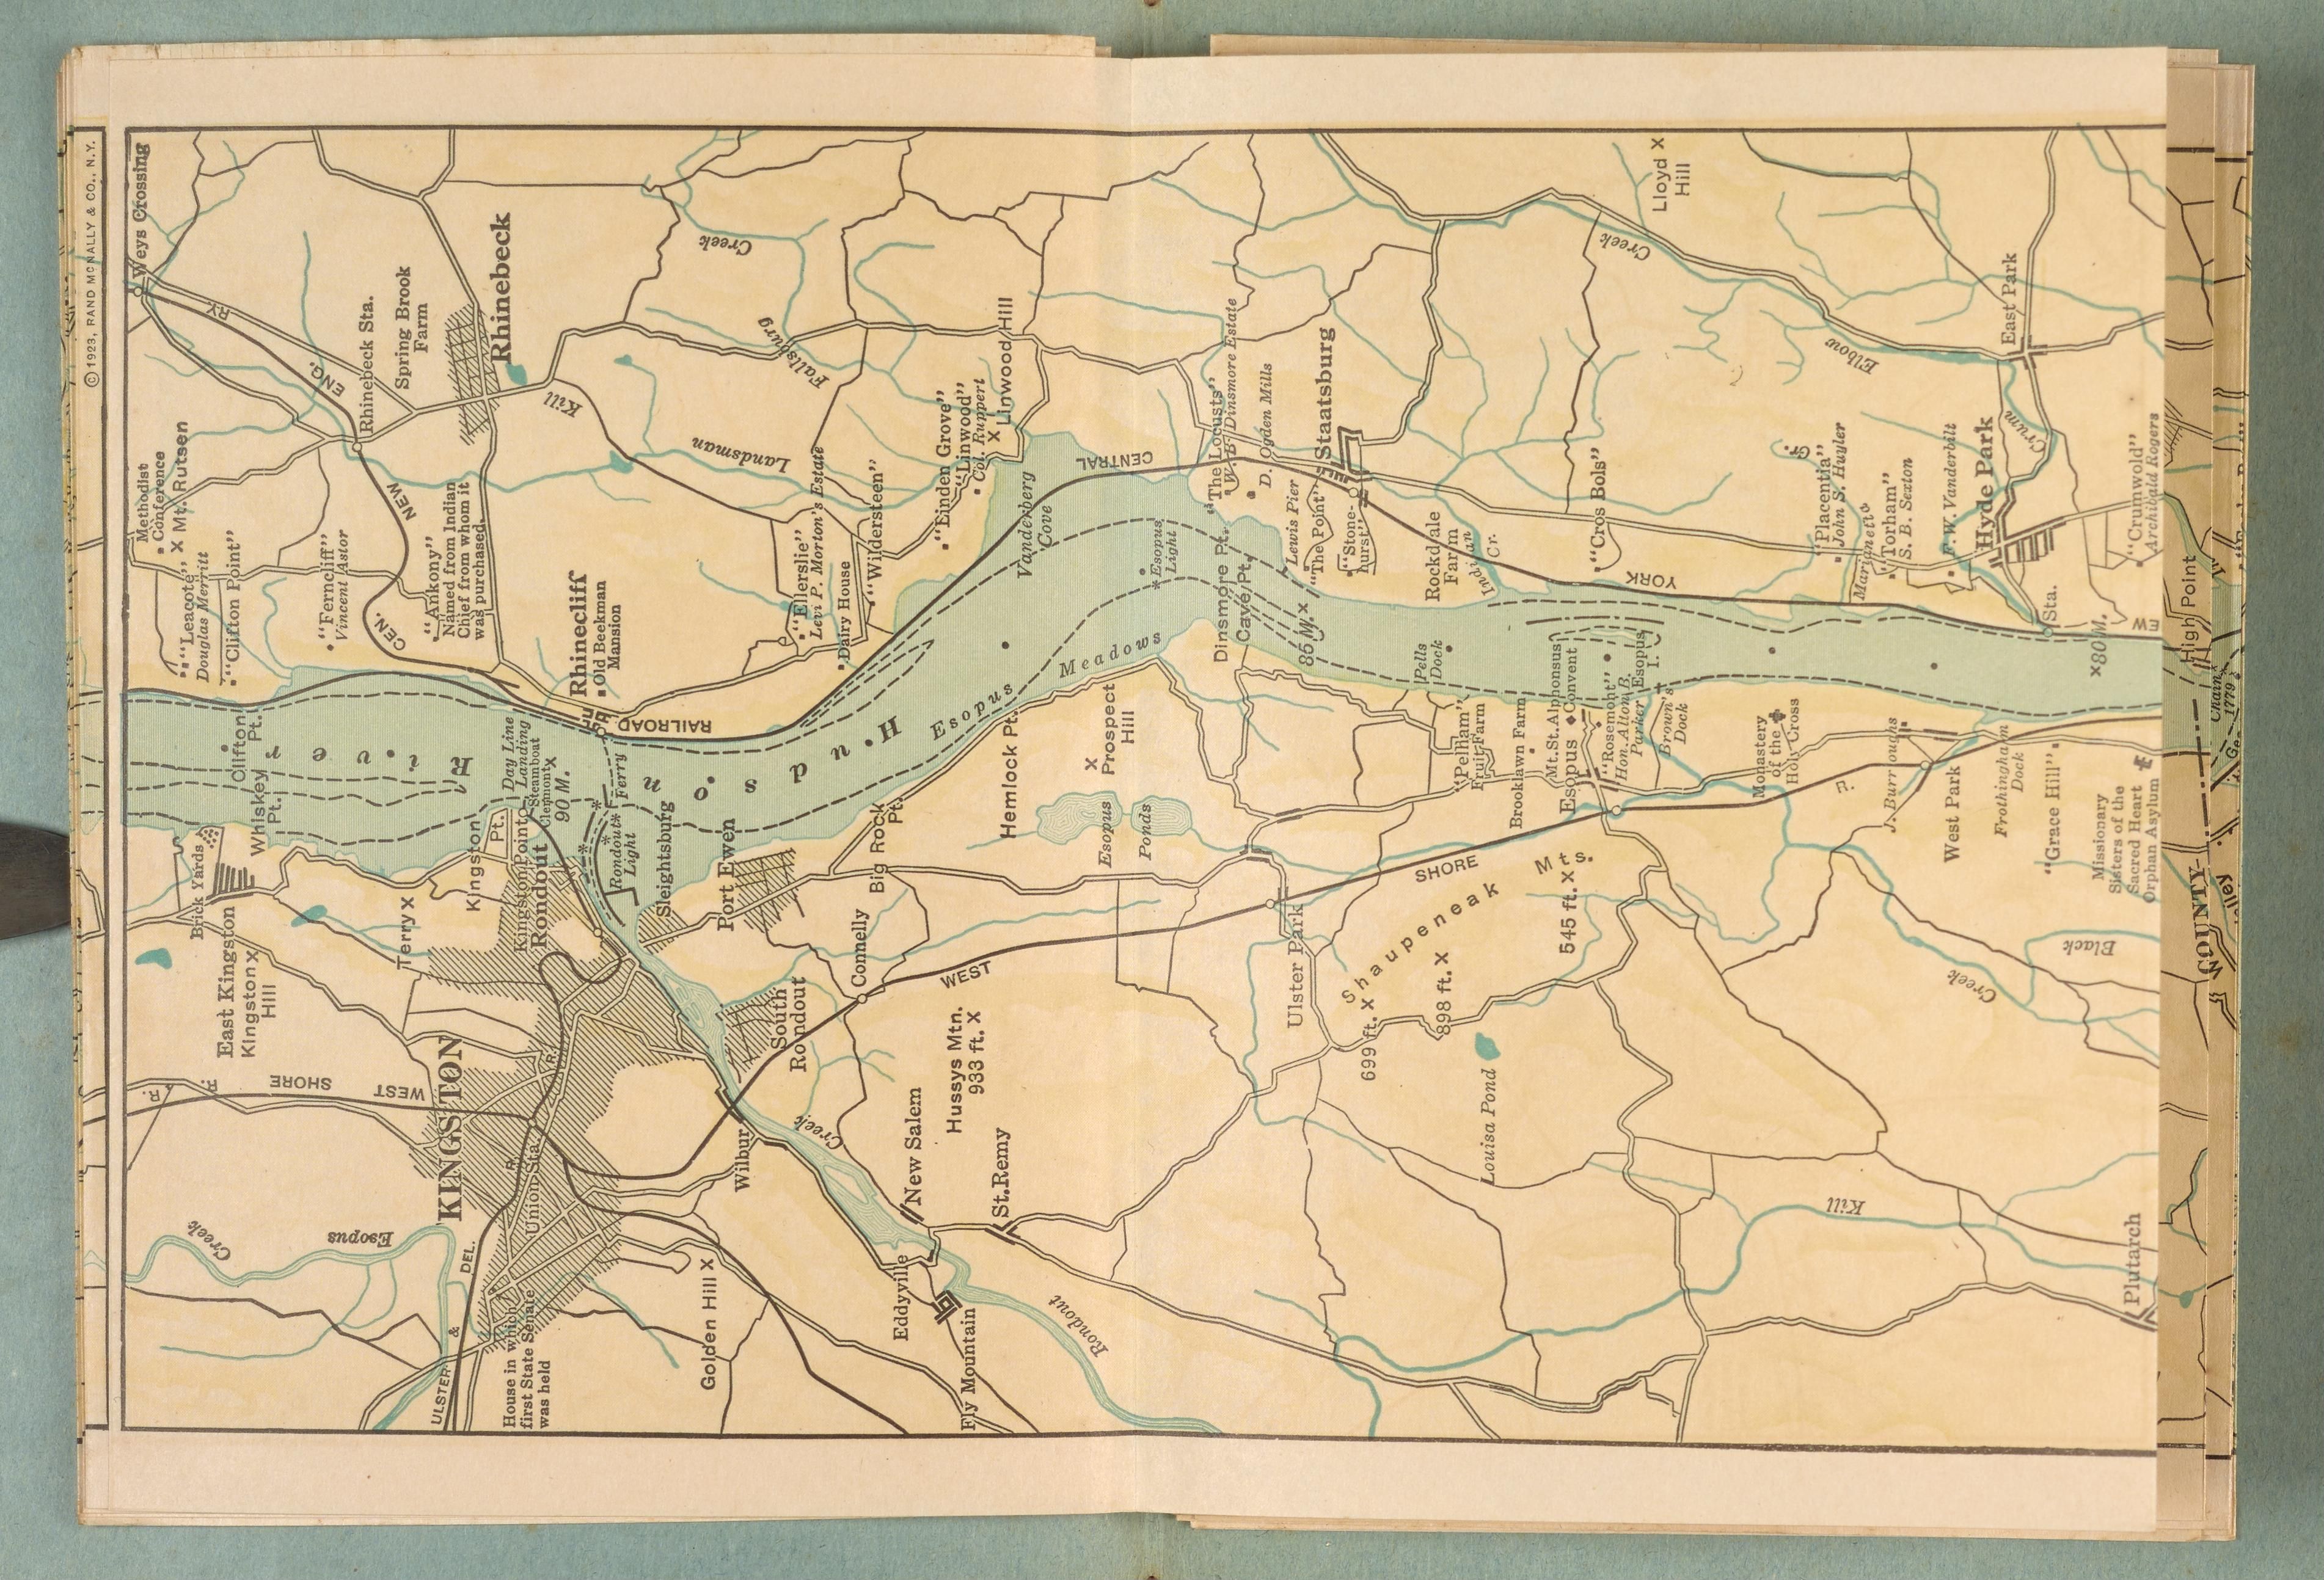 ©1923, RAND MCNALLY & CO., N.Y.
Weys Crossing
RY.
ENG.
NEW
CEN.
Rhinebeck Sta.
Spring Brook
Farm
Rhinebeck
Methodist
Conference
"Leacote" X Mt. Rutsen
Douglas Merritt
"Clifton Point"
"Ferncliff"
Vincent Astor
"Ankony"
Named from Indian
Chief from whom it
was purchased.
Rhinecliff
Old Beekman
Mansion
RAILROAD
Landsman
Kill
Fallsburg
Creek
"Ellerslie"
Levi P. Morton's Estate
Dairy House
"Wildersteen"
"Linden Grove"
"Linwood"
Col. Ruppert
X Linwood Hill
Vanderberg
Cove
CENTRAL
Esopus
Light
"The Locusts"
W. B. Dinsmore Estate
D. Ogden Mills
Staatsburg
Dinsmore Pt.
Cave Pt.
Lewis Pier
"The Point"
"Stone-
hurst"
85 M. x
Rockdale
Farm
Indian
Cr.
Pells
Dock
"Cros Bols"
YORK
Lloyd X
Hill
Creek
Elbow
Cr.
"Placentia"
John S. Huyler
Marianetta
"Torham"
S. B. Sexton
F. W. Vanderbilt
Hyde Park
East Park
Crum
"Crumwold"
Archibald Rogers
Sta.
x80 M.
EW
Clifton
Pt.
Whiskey
Pt.
Hudson
River
Day Line
Landing
Steamboat
Clermont x
90 M.
Ferry
Rondout
Light
Esopus Meadows
Kingston
Pt.
Kingston Point
Rondout
Sleightsburg
Port Ewen
Big Rock
Pt.
Hemlock Pt.
Prospect
Hill
X
Esopus
Ponds
"Pelham"
Fruit Farm
Brooklawn Farm
Mt. St. Alphonsus
Convent
Esopus
"Rosemont"
Hon. Alton B.
Parker
Esopus
I.
Brown's
Dock
Monastery
of the
Holy Cross
J. Burroughs
West Park
R.
Frothingham
Dock
"Grace Hill"
Missionary
Sisters of the
Sacred Heart
Orphan Asylum
Brick Yards
East Kingston
Kingston X
Hill
Terry X
KINGSTON
WEST
SHORE
R.
R.
Union Sta.
R.
R.
Creek
Esopus
ULSTER & DEL.
House in which
first State Senate
was held
Golden Hill X
Wilbur
South
Rondout
Connelly
WEST
SHORE
Creek
New Salem
Hussys Mtn.
933 ft. X
St. Remy
Eddyville
Fly Mountain
Rondout
Ulster Park
Shaupeneak Mts.
699 ft. X
898 ft. X
545 ft. X
Louisa Pond
Black
Creek
Kill
Plutarch
High Point
Chain
1779
COUNTY